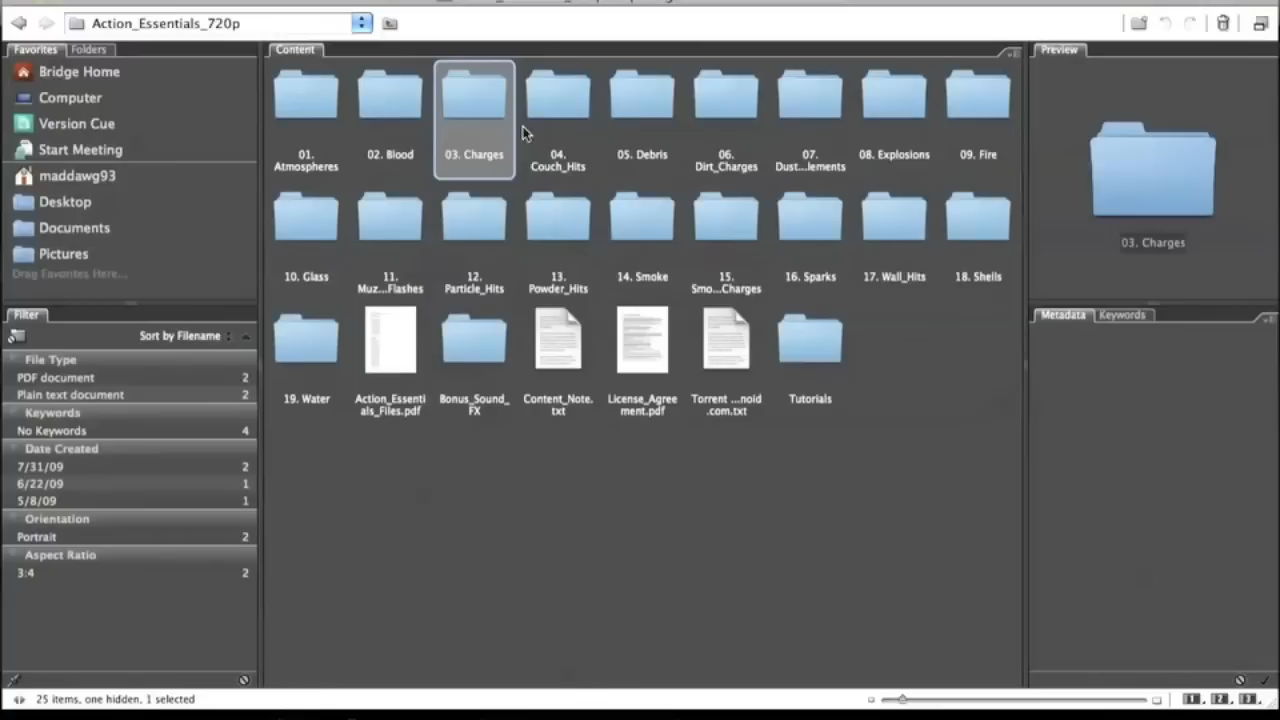 Action_Essentials_720p
Favorites
Folders
Content
Preview
Bridge Home
Computer
Version Cue
Start Meeting
maddawg93
Desktop
Documents
Pictures
Drag Favorites Here...
01.
Atmospheres
02. Blood
03. Charges
04.
Couch_Hits
05. Debris
06.
Dirt_Charges
07.
Dust...lements
08. Explosions
09. Fire
10. Glass
11.
Muz...Flashes
12.
Particle_Hits
13.
Powder_Hits
14. Smoke
15.
Smo...Charges
16. Sparks
17. Wall_Hits
18. Shells
19. Water
Action_Essenti
als_Files.pdf
Bonus_Sound_
FX
Content_Note.
txt
License_Agree
ment.pdf
Torrent ...noid
.com.txt
Tutorials
03. Charges
Filter
Sort by Filename
File Type
PDF document 2
Plain text document 2
Keywords
No Keywords 4
Date Created
7/31/09 2
6/22/09 1
5/8/09 1
Orientation
Portrait 2
Aspect Ratio
3:4 2
Metadata
Keywords
25 items, one hidden, 1 selected
1 2 3